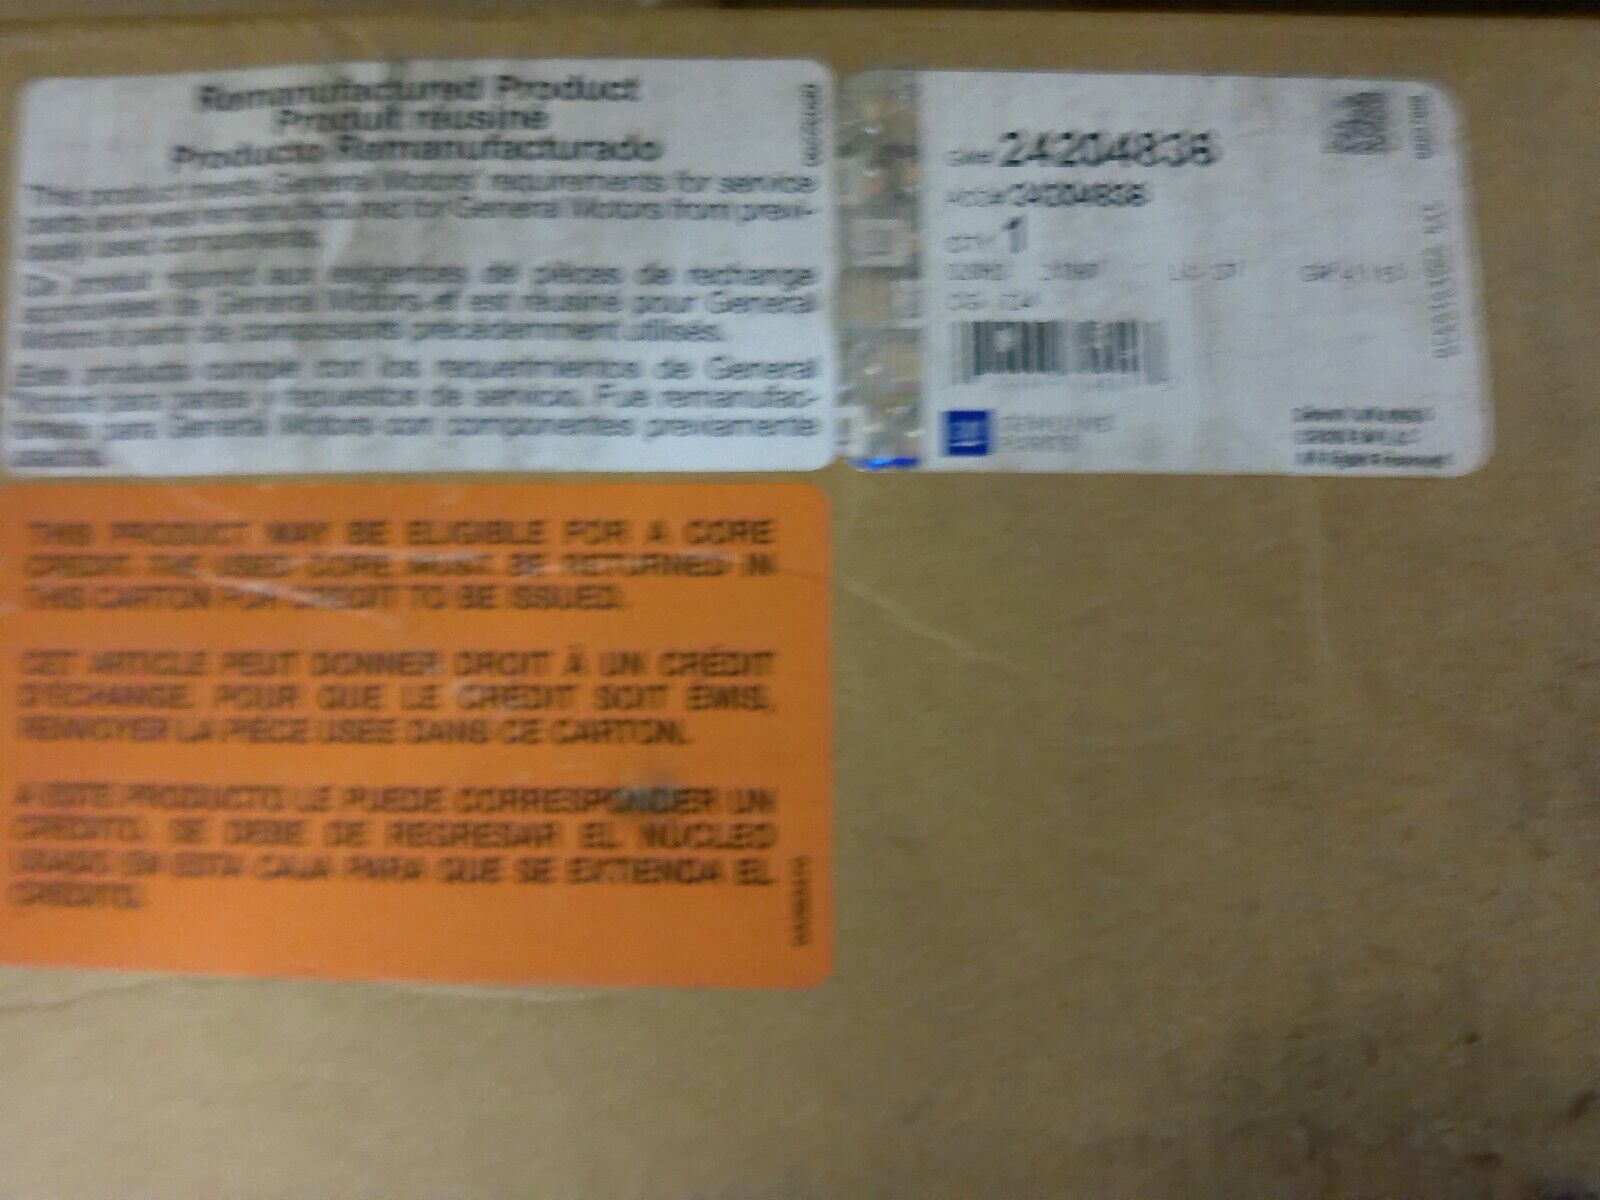 Remanufactured Product
Produit réusiné
Producto Remanufacturado
This product meets General Motors' requirements for service
parts and was remanufactured for General Motors from previ-
ously used components.
Ce produit répond aux exigences de pièces de rechange
de General Motors et est réusiné pour General
Motors à partir de composants précédemment utilisés.
Este producto cumple con los requerimientos de General
Motors para partes y repuestos de servicio. Fue remanufac-
turado para General Motors con componentes previamente
usados.
GM# 24204838
ACD# 24204838
QTY. 1
GENUINE
PARTS
THIS PRODUCT MAY BE ELIGIBLE FOR A CORE
CREDIT. THE USED CORE MUST BE RETURNED IN
THIS CARTON FOR CREDIT TO BE ISSUED.
CET ARTICLE PEUT DONNER DROIT À UN CRÉDIT
D'ÉCHANGE. POUR QUE LE CRÉDIT SOIT ÉMIS,
RENVOYER LA PIÈCE USÉE DANS CE CARTON.
A ESTE PRODUCTO LE PUEDE CORRESPONDER UN
CRÉDITO. SE DEBE DE REGRESAR EL NÚCLEO
USADO EN ESTA CAJA PARA QUE SE EXTIENDA EL
CRÉDITO.